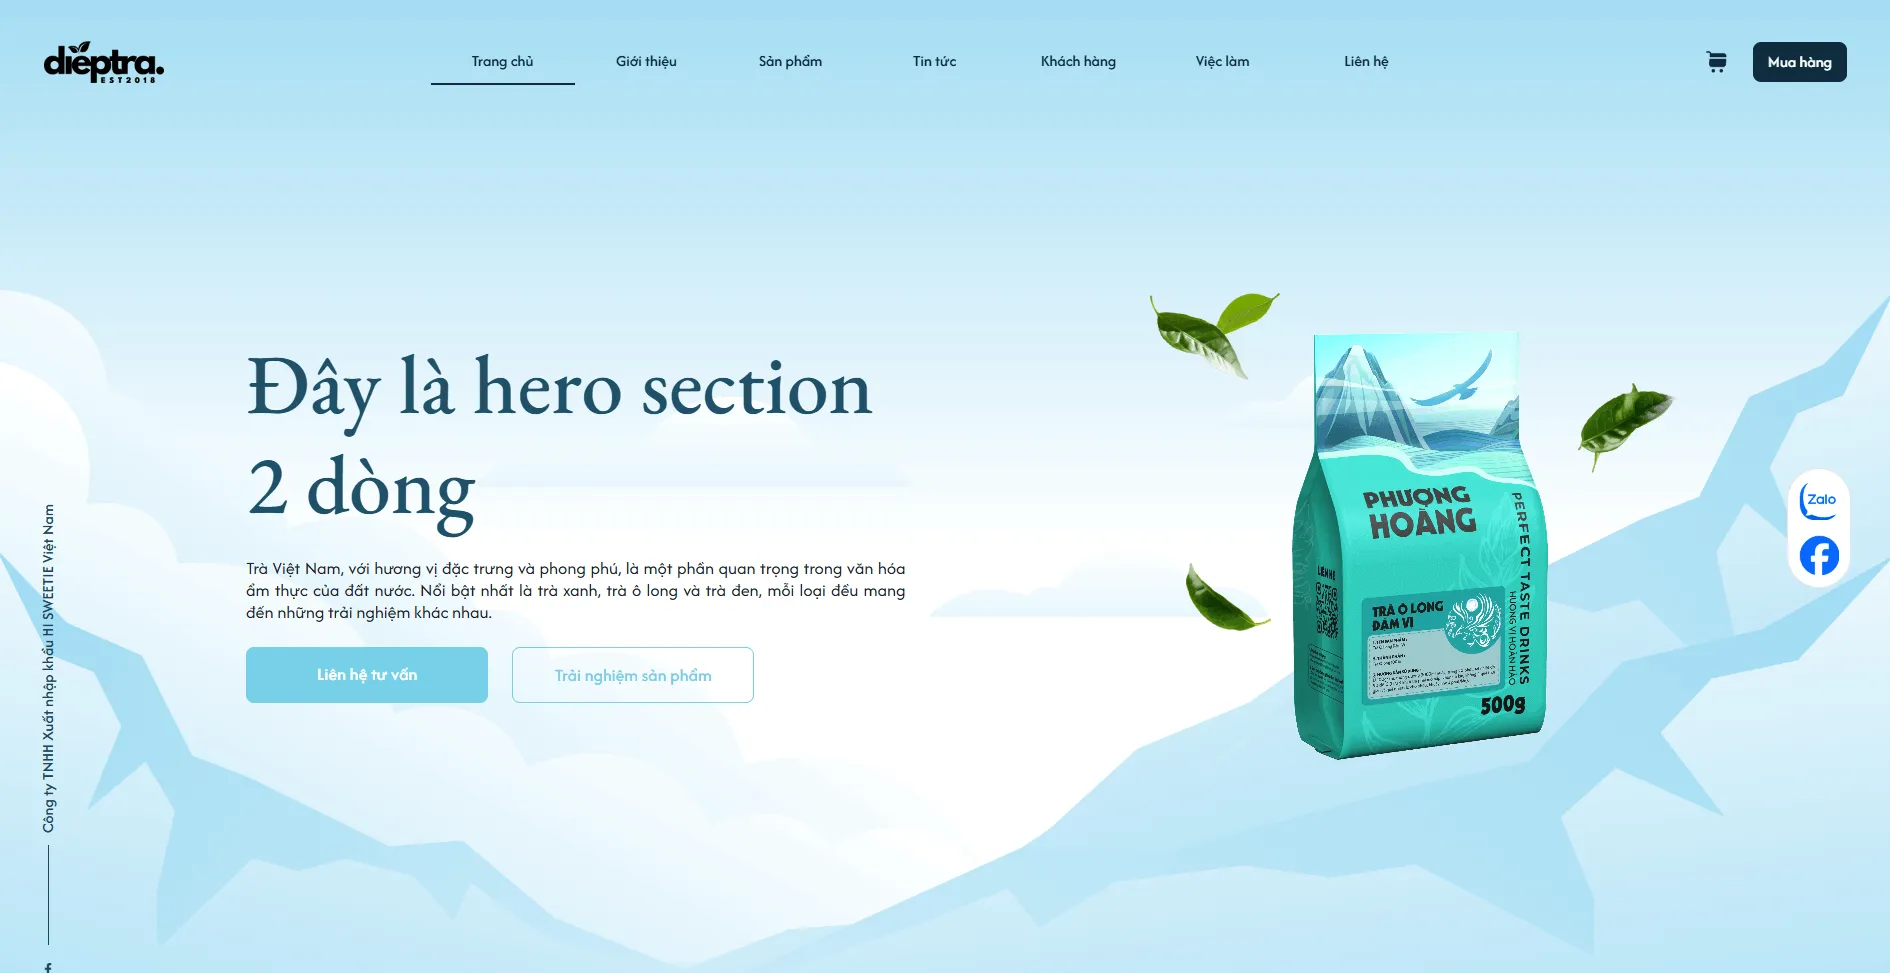 diếptra.
EST2018
Trang chủ
Giới thiệu
Sản phẩm
Tin tức
Khách hàng
Việc làm
Liên hệ
Mua hàng
Đây là hero section
2 dòng
Trà Việt Nam, với hương vị đặc trưng và phong phú, là một phần quan trọng trong văn hóa
ẩm thực của đất nước. Nổi bật nhất là trà xanh, trà ô long và trà đen, mỗi loại đều mang
đến những trải nghiệm khác nhau.
Liên hệ tư vấn
Trải nghiệm sản phẩm
Công ty TNHH Xuất nhập khẩu HI SWEETIE Việt Nam
PHƯỢNG
HOÀNG
PERFECT TASTE DRINKS
HƯƠNG VỊ HOÀN HẢO
TRÀ Ô LONG
ĐẬM VỊ
500g
Zalo